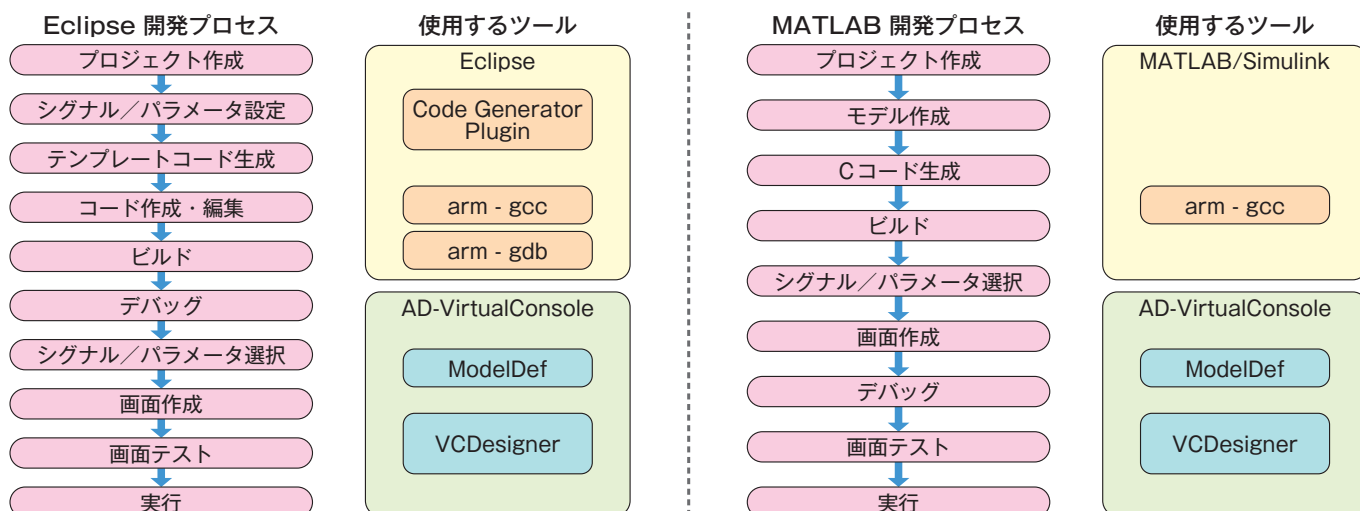 Eclipse 開発プロセス
プロジェクト作成
シグナル／パラメータ設定
テンプレートコード生成
コード作成・編集
ビルド
デバッグ
シグナル／パラメータ選択
画面作成
画面テスト
実行
使用するツール
Eclipse
Code Generator
Plugin
arm - gcc
arm - gdb
AD-VirtualConsole
ModelDef
VCDesigner
MATLAB 開発プロセス
プロジェクト作成
モデル作成
Cコード生成
ビルド
シグナル／パラメータ選択
画面作成
デバッグ
画面テスト
実行
使用するツール
MATLAB/Simulink
arm - gcc
AD-VirtualConsole
ModelDef
VCDesigner